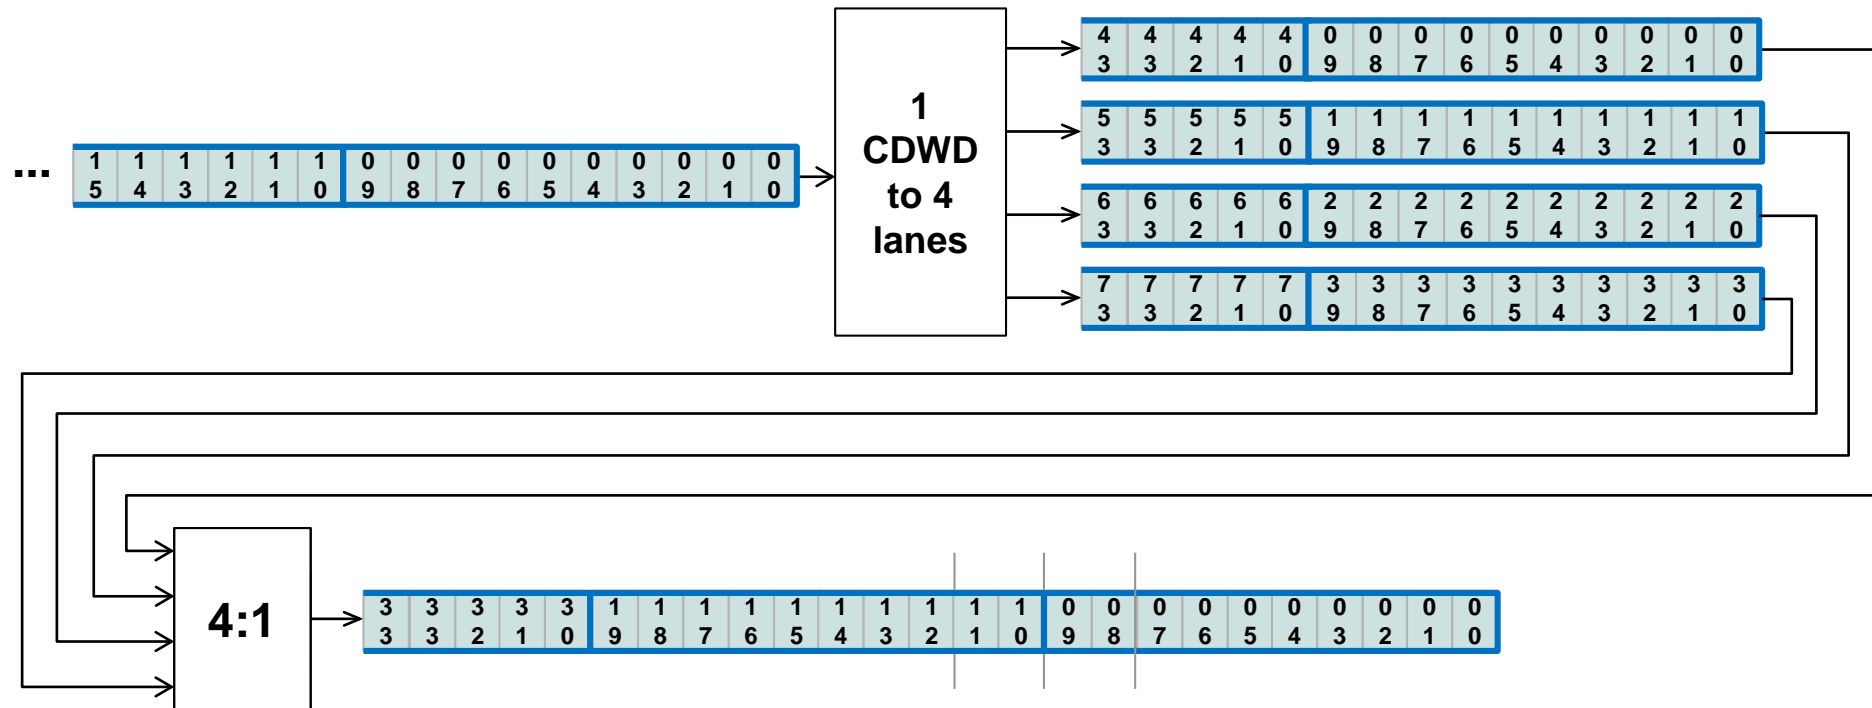 4 4 4 4 4 0 0 0 0 0 0 0 0 0 0
3 3 2 1 0 9 8 7 6 5 4 3 2 1 0
5 5 5 5 5 1 1 1 1 1 1 1 1 1 1
3 3 2 1 0 9 8 7 6 5 4 3 2 1 0
6 6 6 6 6 2 2 2 2 2 2 2 2 2 2
3 3 2 1 0 9 8 7 6 5 4 3 2 1 0
7 7 7 7 7 3 3 3 3 3 3 3 3 3 3
3 3 2 1 0 9 8 7 6 5 4 3 2 1 0
1
CDWD
to 4
lanes
...
1 1 1 1 1 1 0 0 0 0 0 0 0 0 0 0
5 4 3 2 1 0 9 8 7 6 5 4 3 2 1 0
4:1
3 3 3 3 3 1 1 1 1 1 1 1 1 1 1 0 0 0 0 0 0 0 0 0 0
3 3 2 1 0 9 8 7 6 5 4 3 2 1 0 9 8 7 6 5 4 3 2 1 0